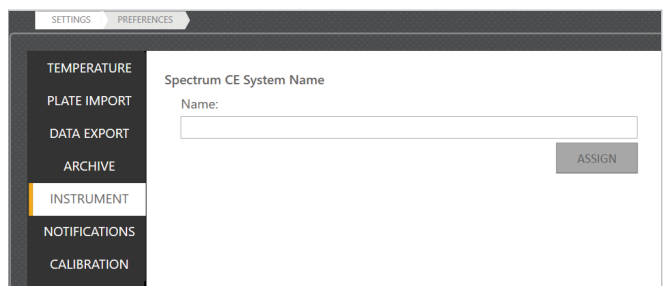 SETTINGS PREFERENCES
TEMPERATURE
PLATE IMPORT
DATA EXPORT
ARCHIVE
INSTRUMENT
NOTIFICATIONS
CALIBRATION
Spectrum CE System Name
Name:
ASSIGN